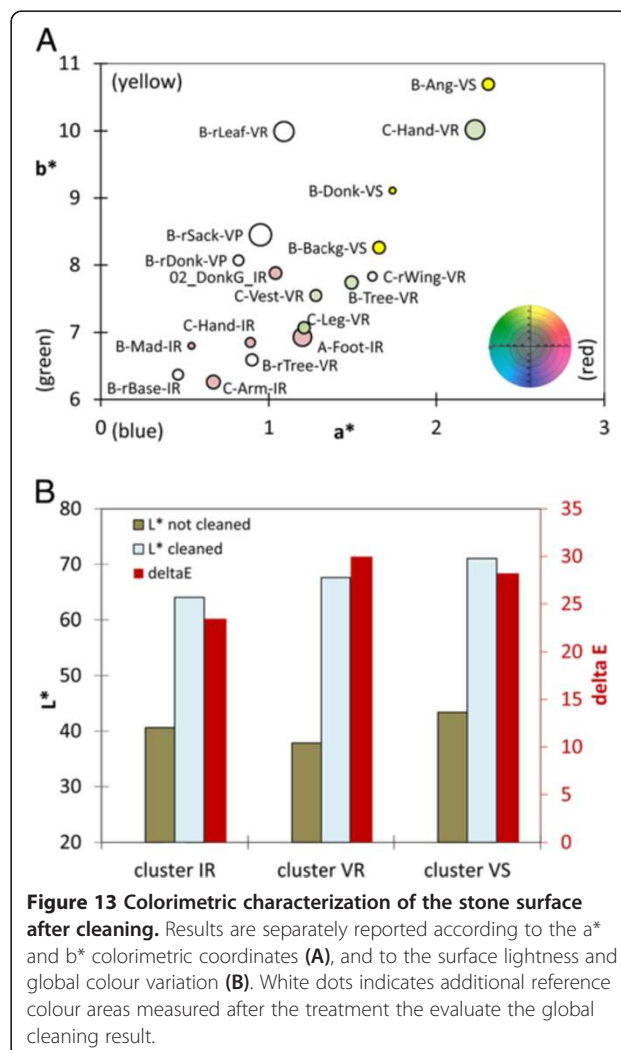 A
11
(yellow)
B-Ang-VS
10
B-rLeaf-VR
C-Hand-VR
b*
9
B-Donk-VS
B-rSack-VP
B-Backg-VS
8
B-rDonk-VP
02_DonkG_IR
C-rWing-VR
C-Vest-VR
B-Tree-VR
7
C-Hand-IR
C-Leg-VR
B-Mad-IR
A-Foot-IR
(green)
B-rTree-VR
(red)
B-rBase-IR
C-Arm-IR
6
0 (blue) 1 a* 2 3
B
80 35
L* not cleaned
L* cleaned
deltaE
70 30
60 25
50 20
L* delta E
15
40
10
30
5
20 0
cluster IR cluster VR cluster VS
Figure 13 Colorimetric characterization of the stone surface
after cleaning. Results are separately reported according to the a*
and b* colorimetric coordinates (A), and to the surface lightness and
global colour variation (B). White dots indicates additional reference
colour areas measured after the treatment the evaluate the global
cleaning result.